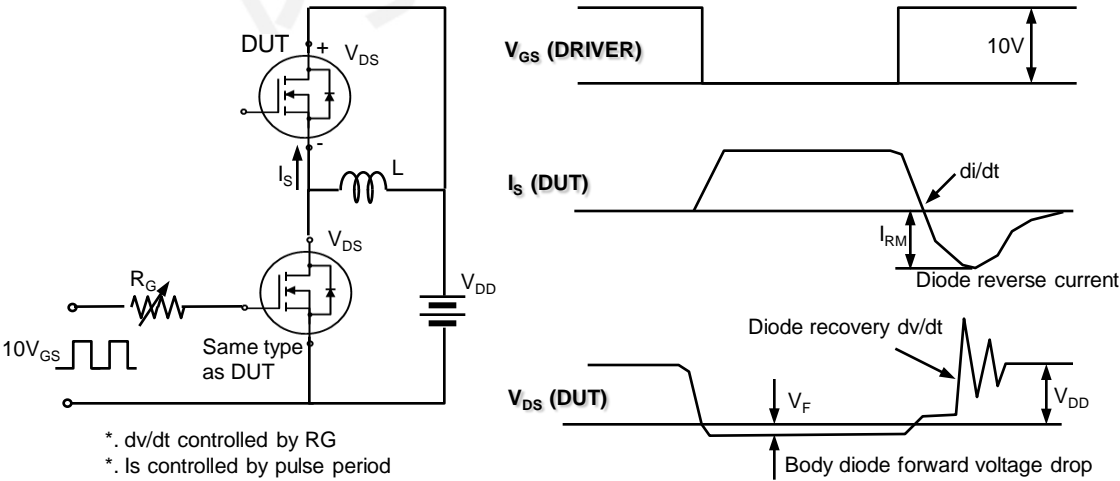 DUT
+
V_DS
-
I_S
L
V_DS
R_G
V_DD
10V_GS
Same type
as DUT
*. dv/dt controlled by RG
*. Is controlled by pulse period
V_GS (DRIVER)
10V
I_S (DUT)
di/dt
I_RM
Diode reverse current
Diode recovery dv/dt
V_DS (DUT)
V_F
V_DD
Body diode forward voltage drop